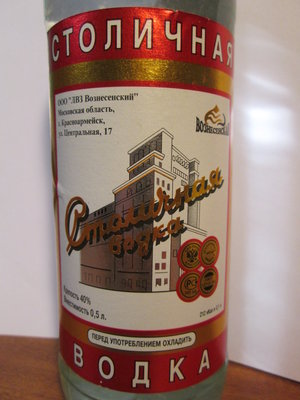 СТОЛИЧНАЯ
ООО "ЛВЗ Вознесенский"
Московская область,
г. Красноармейск,
ул. Центральная, 17
ВОЗНЕСЕНСКИЙ
Столичная
водка
Крепость 40%
Вместимость 0,5 л.
ПЕРЕД УПОТРЕБЛЕНИЕМ ОХЛАДИТЬ
ВОДКА